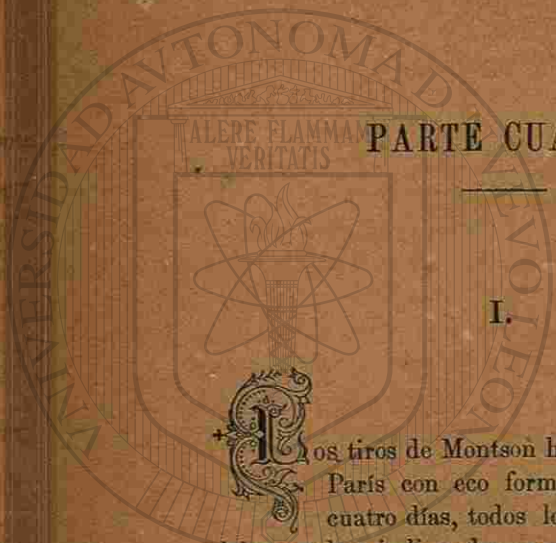 UNIVERSIDAD AUTONOMA DE NUEVO LEON
ALERE FLAMMAM
VERITATIS
PARTE CUA
I.
Los tiros de Montson h
París con eco form
cuatro días, todos lo